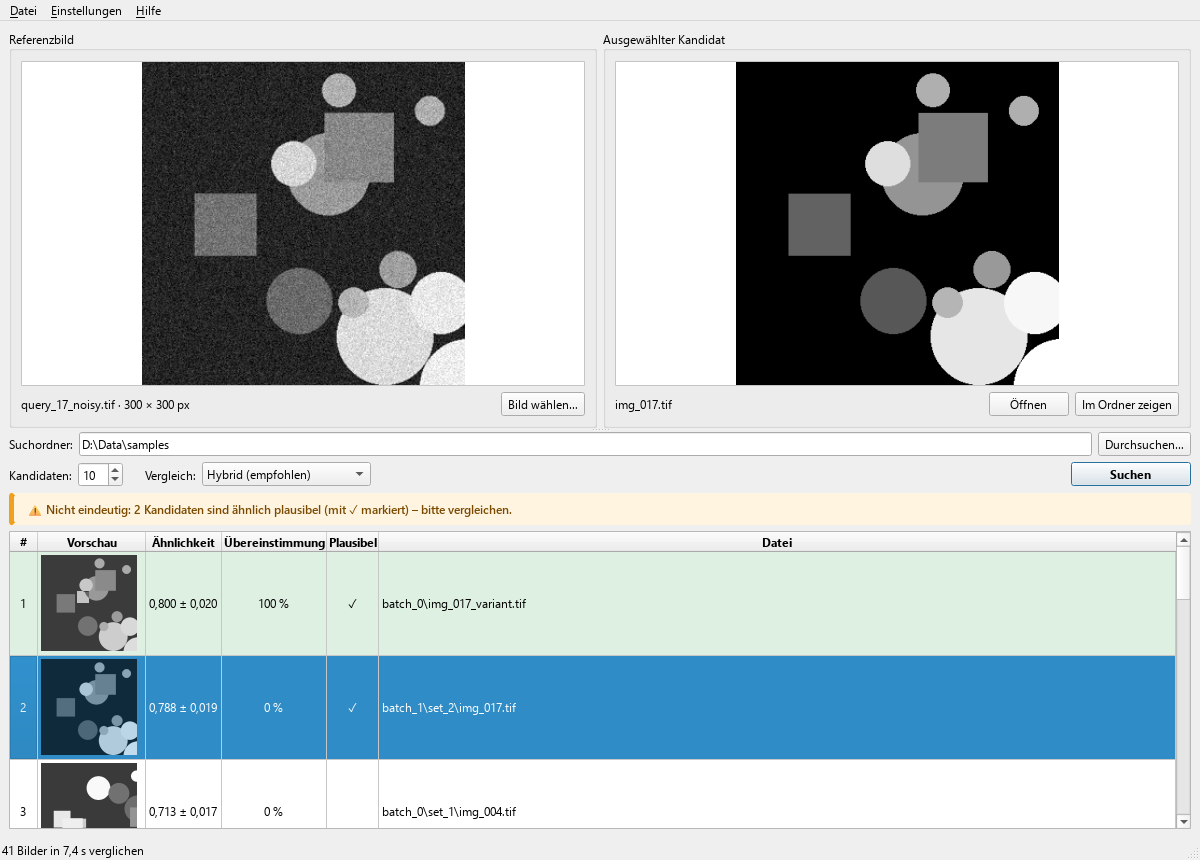 Datei Einstellungen Hilfe
Referenzbild
Ausgewählter Kandidat
query_17_noisy.tif · 300 × 300 px
Bild wählen...
img_017.tif
Öffnen
Im Ordner zeigen
Suchordner: D:\Data\samples
Durchsuchen...
Kandidaten: 10 Vergleich: Hybrid (empfohlen)
Suchen
⚠ Nicht eindeutig: 2 Kandidaten sind ähnlich plausibel (mit ✓ markiert) – bitte vergleichen.
# Vorschau Ähnlichkeit Übereinstimmung Plausibel Datei
1 0,800 ± 0,020 100 % ✓ batch_0\img_017_variant.tif
2 0,788 ± 0,019 0 % ✓ batch_1\set_2\img_017.tif
3 0,713 ± 0,017 0 % batch_0\set_1\img_004.tif
41 Bilder in 7,4 s verglichen